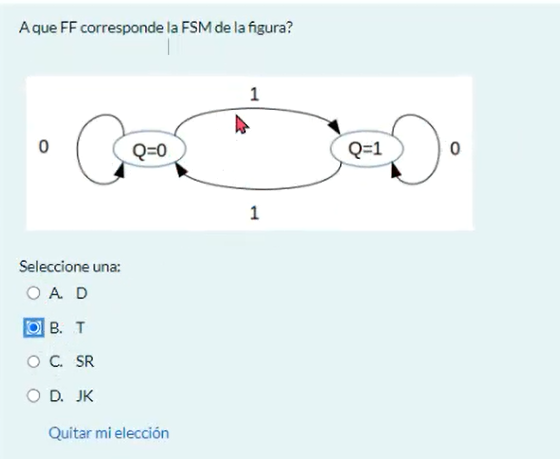 A que FF corresponde la FSM de la figura?
1
0
Q=0
Q=1
0
1
Seleccione una:
A. D
B. T
C. SR
D. JK
Quitar mi elección